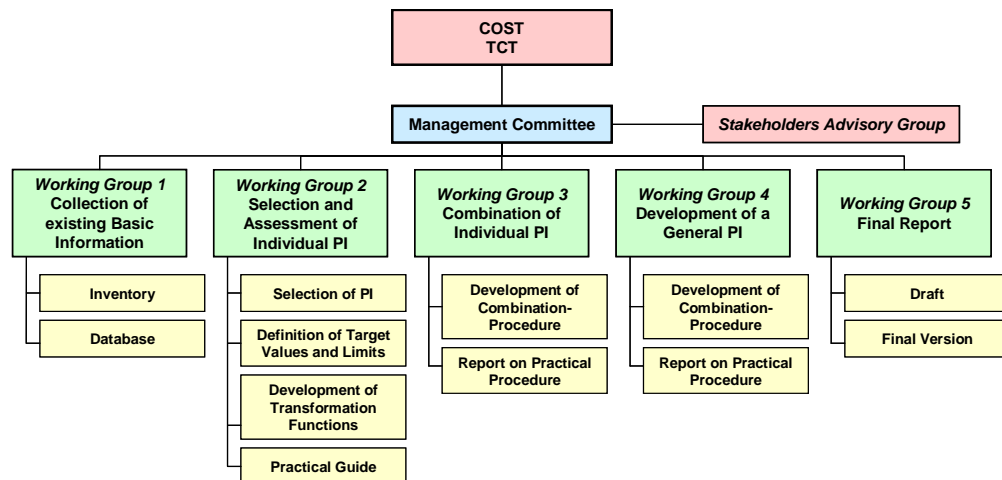 COST
TCT
Management Committee
Stakeholders Advisory Group
Working Group 1
Collection of
existing Basic
Information
Inventory
Database
Working Group 2
Selection and
Assessment of
Individual PI
Selection of PI
Definition of Target
Values and Limits
Development of
Transformation
Functions
Practical Guide
Working Group 3
Combination of
Individual PI
Development of
Combination-
Procedure
Report on Practical
Procedure
Working Group 4
Development of a
General PI
Development of
Combination-
Procedure
Report on Practical
Procedure
Working Group 5
Final Report
Draft
Final Version